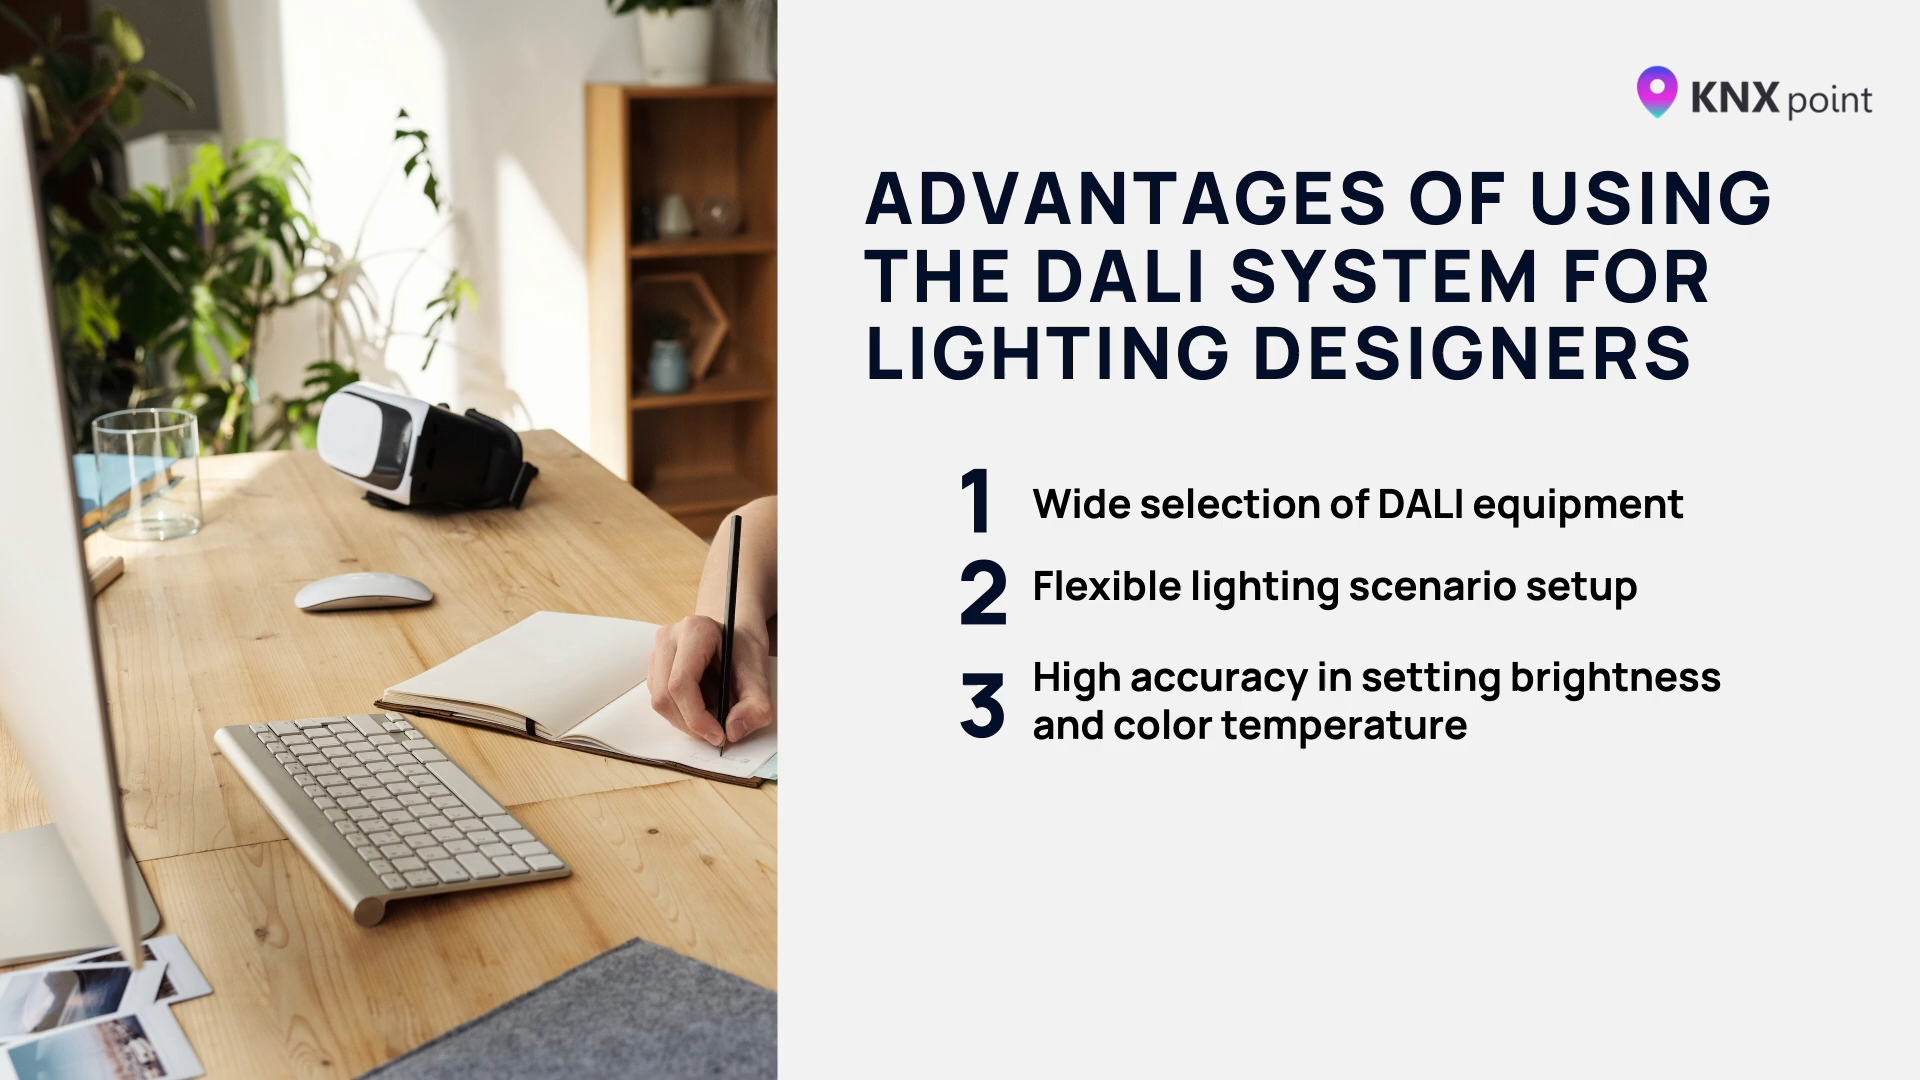 KNX point
ADVANTAGES OF USING
THE DALI SYSTEM FOR
LIGHTING DESIGNERS
1 Wide selection of DALI equipment
2 Flexible lighting scenario setup
3 High accuracy in setting brightness
and color temperature